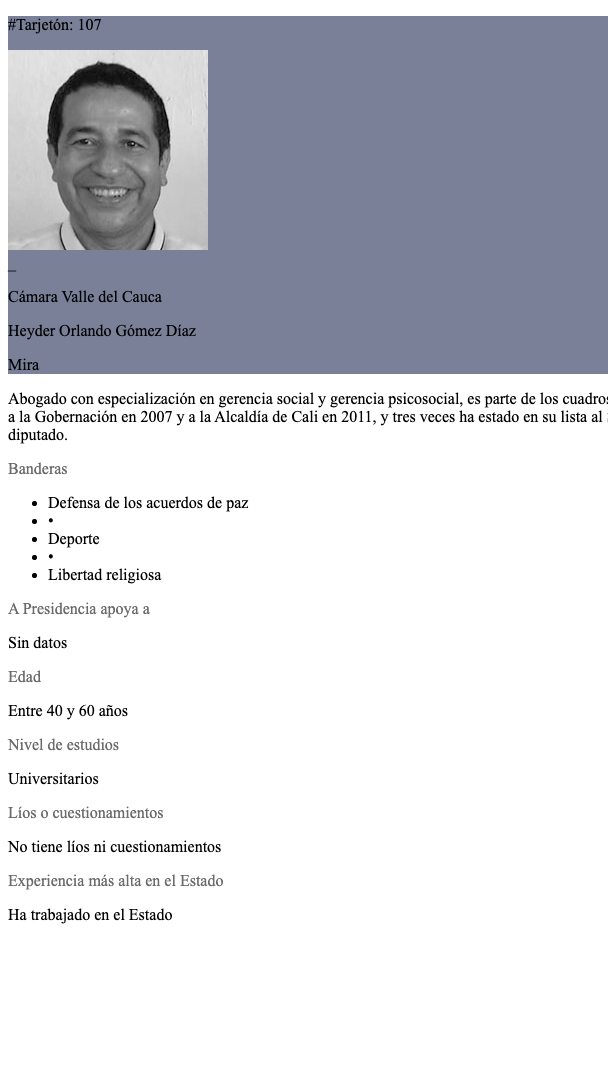 #Tarjetón: 107
_
Cámara Valle del Cauca
Heyder Orlando Gómez Díaz
Mira
Abogado con especialización en gerencia social y gerencia psicosocial, es parte de los cuadros
a la Gobernación en 2007 y a la Alcaldía de Cali en 2011, y tres veces ha estado en su lista al
diputado.
Banderas
• Defensa de los acuerdos de paz
• •
• Deporte
• •
• Libertad religiosa
A Presidencia apoya a
Sin datos
Edad
Entre 40 y 60 años
Nivel de estudios
Universitarios
Líos o cuestionamientos
No tiene líos ni cuestionamientos
Experiencia más alta en el Estado
Ha trabajado en el Estado